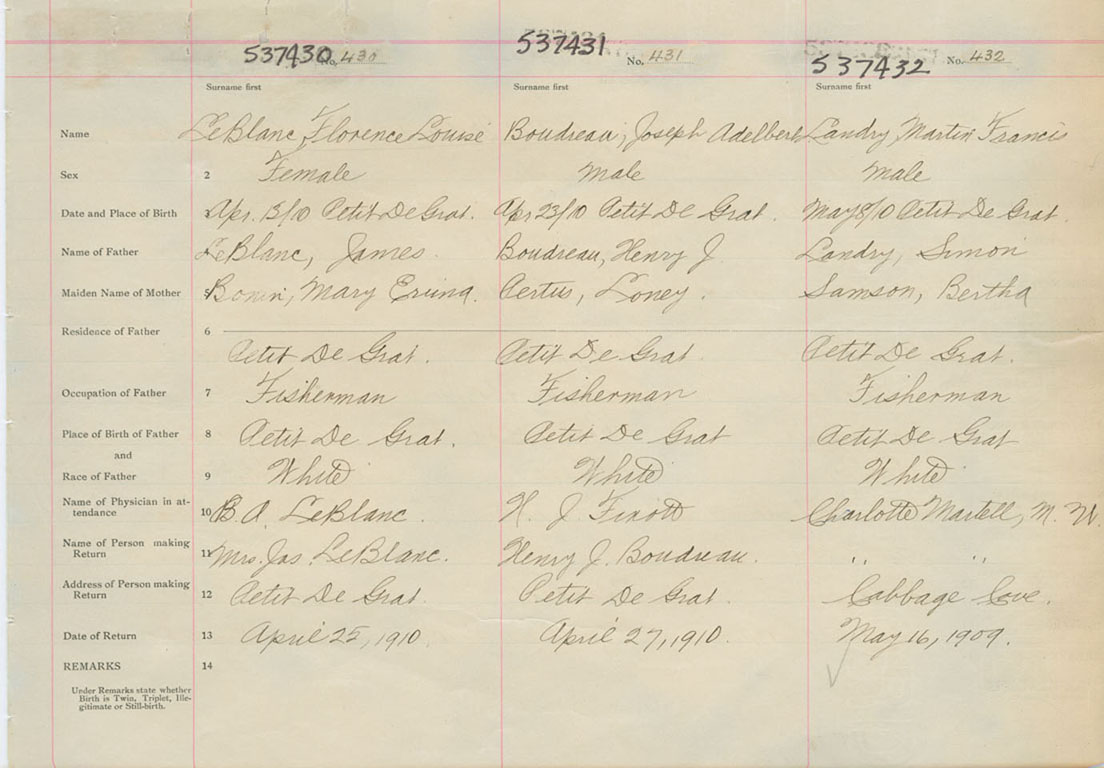 537430 No. 430 537431 No. 431 537432 No. 432
Surname first Surname first Surname first
Name LeBlanc, Florence Louise Boudreau, Joseph Adelbert Landry, Martin Francis
Sex 2 Female Male Male
Date and Place of Birth 3 Apr. 15/10 Petit De Grat. Apr 23/10 Petit De Grat. May 8/10 Petit De Grat.
Name of Father 4 LeBlanc, James. Boudreau, Henry J. Landry, Simon
Maiden Name of Mother 5 Mary Loney. Samson, Bertha
Residence of Father 6
Petit De Grat. Petit De Grat. Petit De Grat.
Occupation of Father 7 Fisherman Fisherman Fisherman
Place of Birth of Father 8 Petit De Grat. Petit De Grat Petit De Grat
and
Race of Father 9 White White White
Name of Physician in at-
tendance 10 B. A. LeBlanc. H. J. Charlotte Martell, M. W.
Name of Person making
Return 11 Mrs. Jas. LeBlanc. Henry J. Boudreau. " "
Address of Person making
Return 12 Petit De Grat. Petit De Grat. Cabbage Cove.
Date of Return 13 April 25, 1910. April 27, 1910. May 16, 1909.
REMARKS 14
Under Remarks state whether
Birth is Twin, Triplet, Ille-
gitimate or Still-birth.